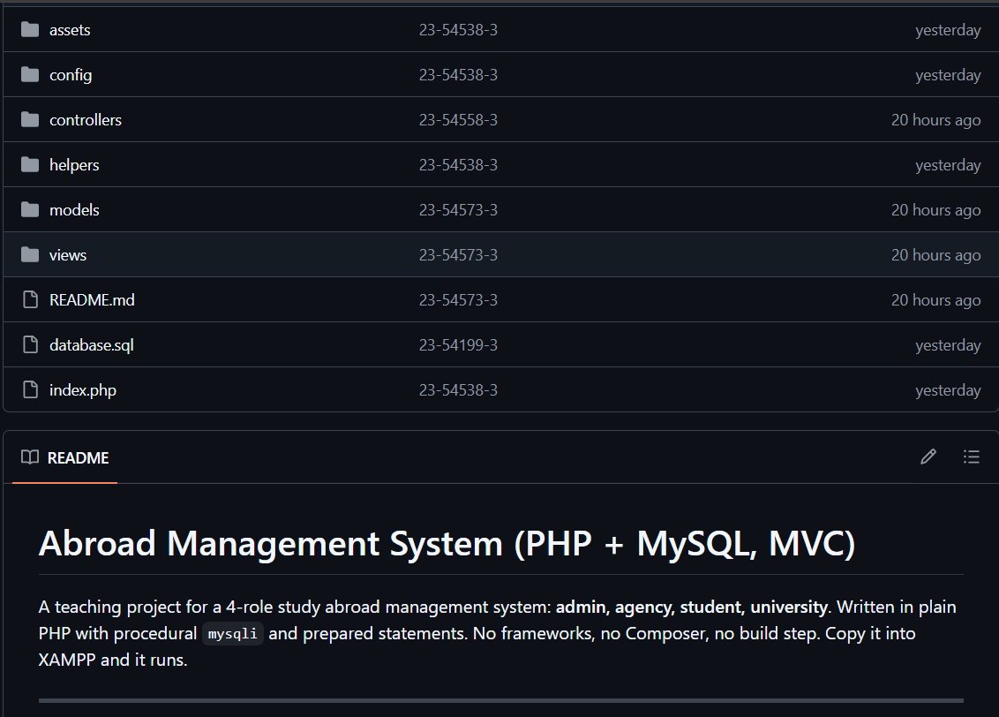 assets 23-54538-3 yesterday
config 23-54538-3 yesterday
controllers 23-54558-3 20 hours ago
helpers 23-54538-3 yesterday
models 23-54573-3 20 hours ago
views 23-54573-3 20 hours ago
README.md 23-54573-3 20 hours ago
database.sql 23-54199-3 yesterday
index.php 23-54538-3 yesterday
README
Abroad Management System (PHP + MySQL, MVC)
A teaching project for a 4-role study abroad management system: admin, agency, student, university. Written in plain
PHP with procedural mysqli and prepared statements. No frameworks, no Composer, no build step. Copy it into
XAMPP and it runs.